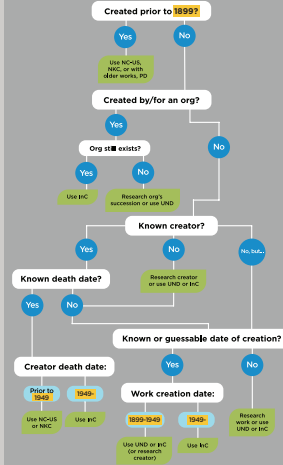 Created prior to 1899?
Yes
No
Use NC-US,
NKC, or with
older works, PD
Created by/for an org?
Yes
No
Org still exists?
Yes
No
Use InC
Research org's
succession or use UND
Known creator?
Yes
No
No, but...
Research creator
or use UND or InC
Known death date?
Yes
No
Known or guessable date of creation?
Yes
No
Creator death date:
Prior to
1949
1949-
Use NC-US
or NKC
Use InC
Work creation date:
1899-1949
1949-
Use UND or InC
(or research
creator)
Use InC
Research
work or use
UND or InC